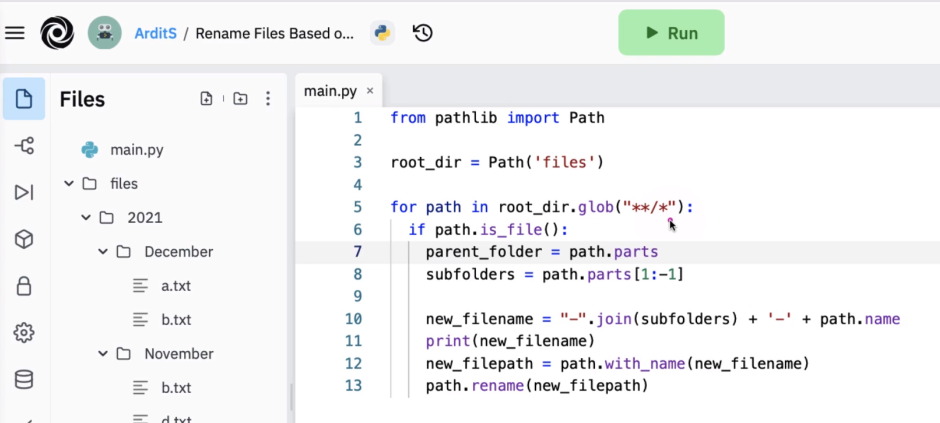 ArditS / Rename Files Based o...
Run
Files
main.py ×
main.py
files
2021
December
a.txt
b.txt
November
b.txt
d.txt
1 from pathlib import Path
2
3 root_dir = Path('files')
4
5 for path in root_dir.glob("**/*"):
6 if path.is_file():
7 parent_folder = path.parts
8 subfolders = path.parts[1:-1]
9
10 new_filename = "-".join(subfolders) + '-' + path.name
11 print(new_filename)
12 new_filepath = path.with_name(new_filename)
13 path.rename(new_filepath)